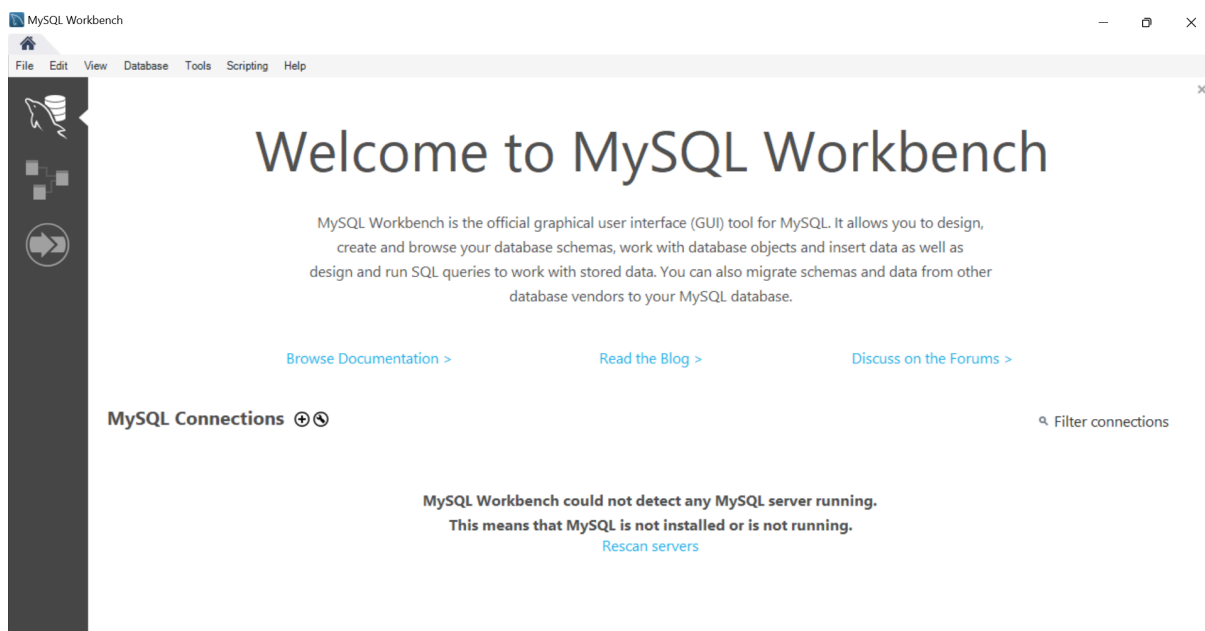 MySQL Workbench
File Edit View Database Tools Scripting Help
Welcome to MySQL Workbench
MySQL Workbench is the official graphical user interface (GUI) tool for MySQL. It allows you to design,
create and browse your database schemas, work with database objects and insert data as well as
design and run SQL queries to work with stored data. You can also migrate schemas and data from other
database vendors to your MySQL database.
Browse Documentation > Read the Blog > Discuss on the Forums >
MySQL Connections Filter connections
MySQL Workbench could not detect any MySQL server running.
This means that MySQL is not installed or is not running.
Rescan servers